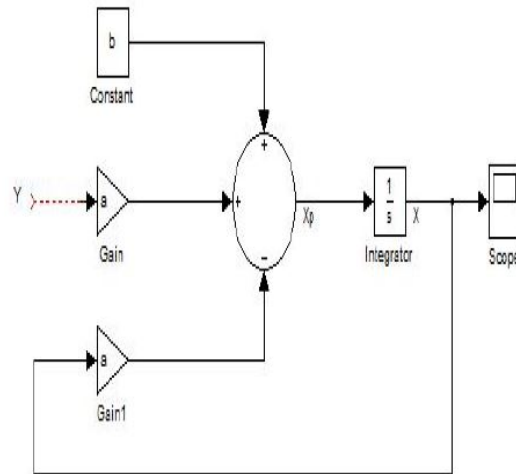 b
Constant
+
Y
a
Gain
+
Xp
1
s
Integrator
X
Scope
−
a
Gain1